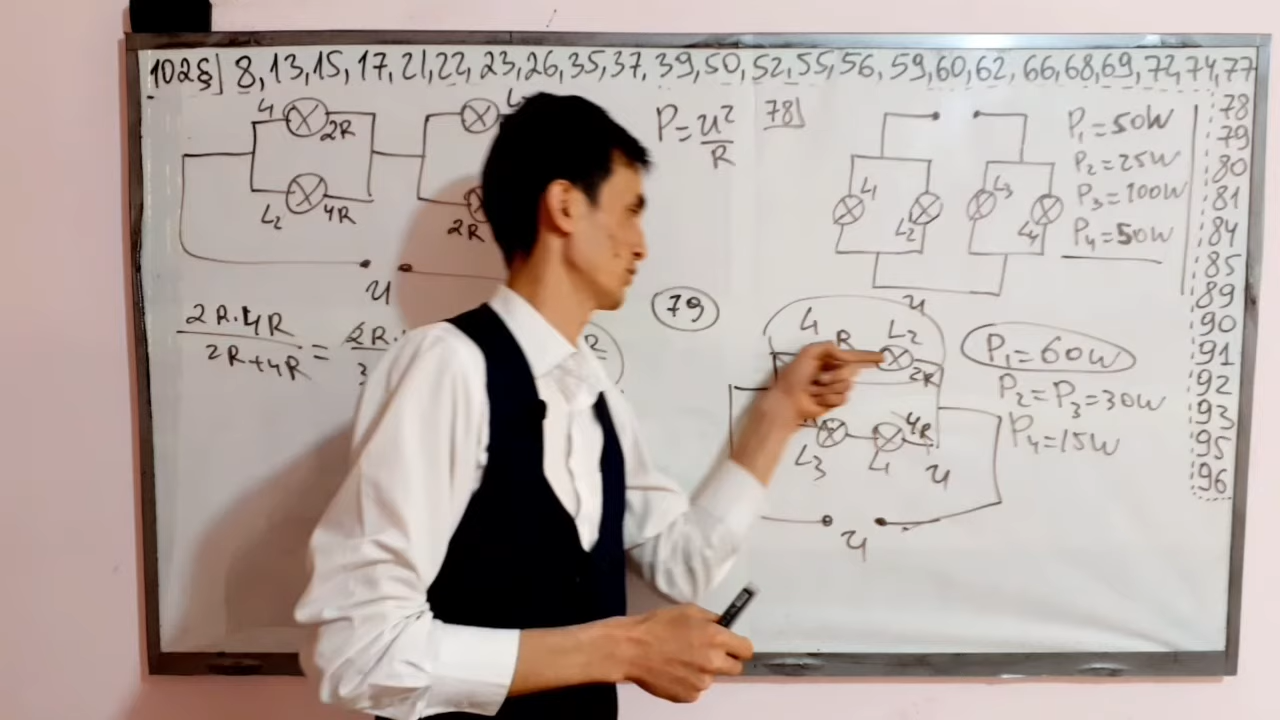 102§] 8, 13, 15, 17, 21, 22, 23, 26, 35, 37, 39, 50, 52, 55, 56, 59, 60, 62, 66, 68, 69, 72, 74, 77
78
79
80
81
84
85
89
90
91
92
93
95
96
L1
2R
L2
4R
2R
U
P = U²/R
2R·4R / 2R+4R =
78)
L1
L2
L3
L4
U
P1 = 50W
P2 = 25W
P3 = 100W
P4 = 50W
79
L1
R
L2
2R
L3
L4
4R
U
U
P1 = 60W
P2 = P3 = 30W
P4 = 15W